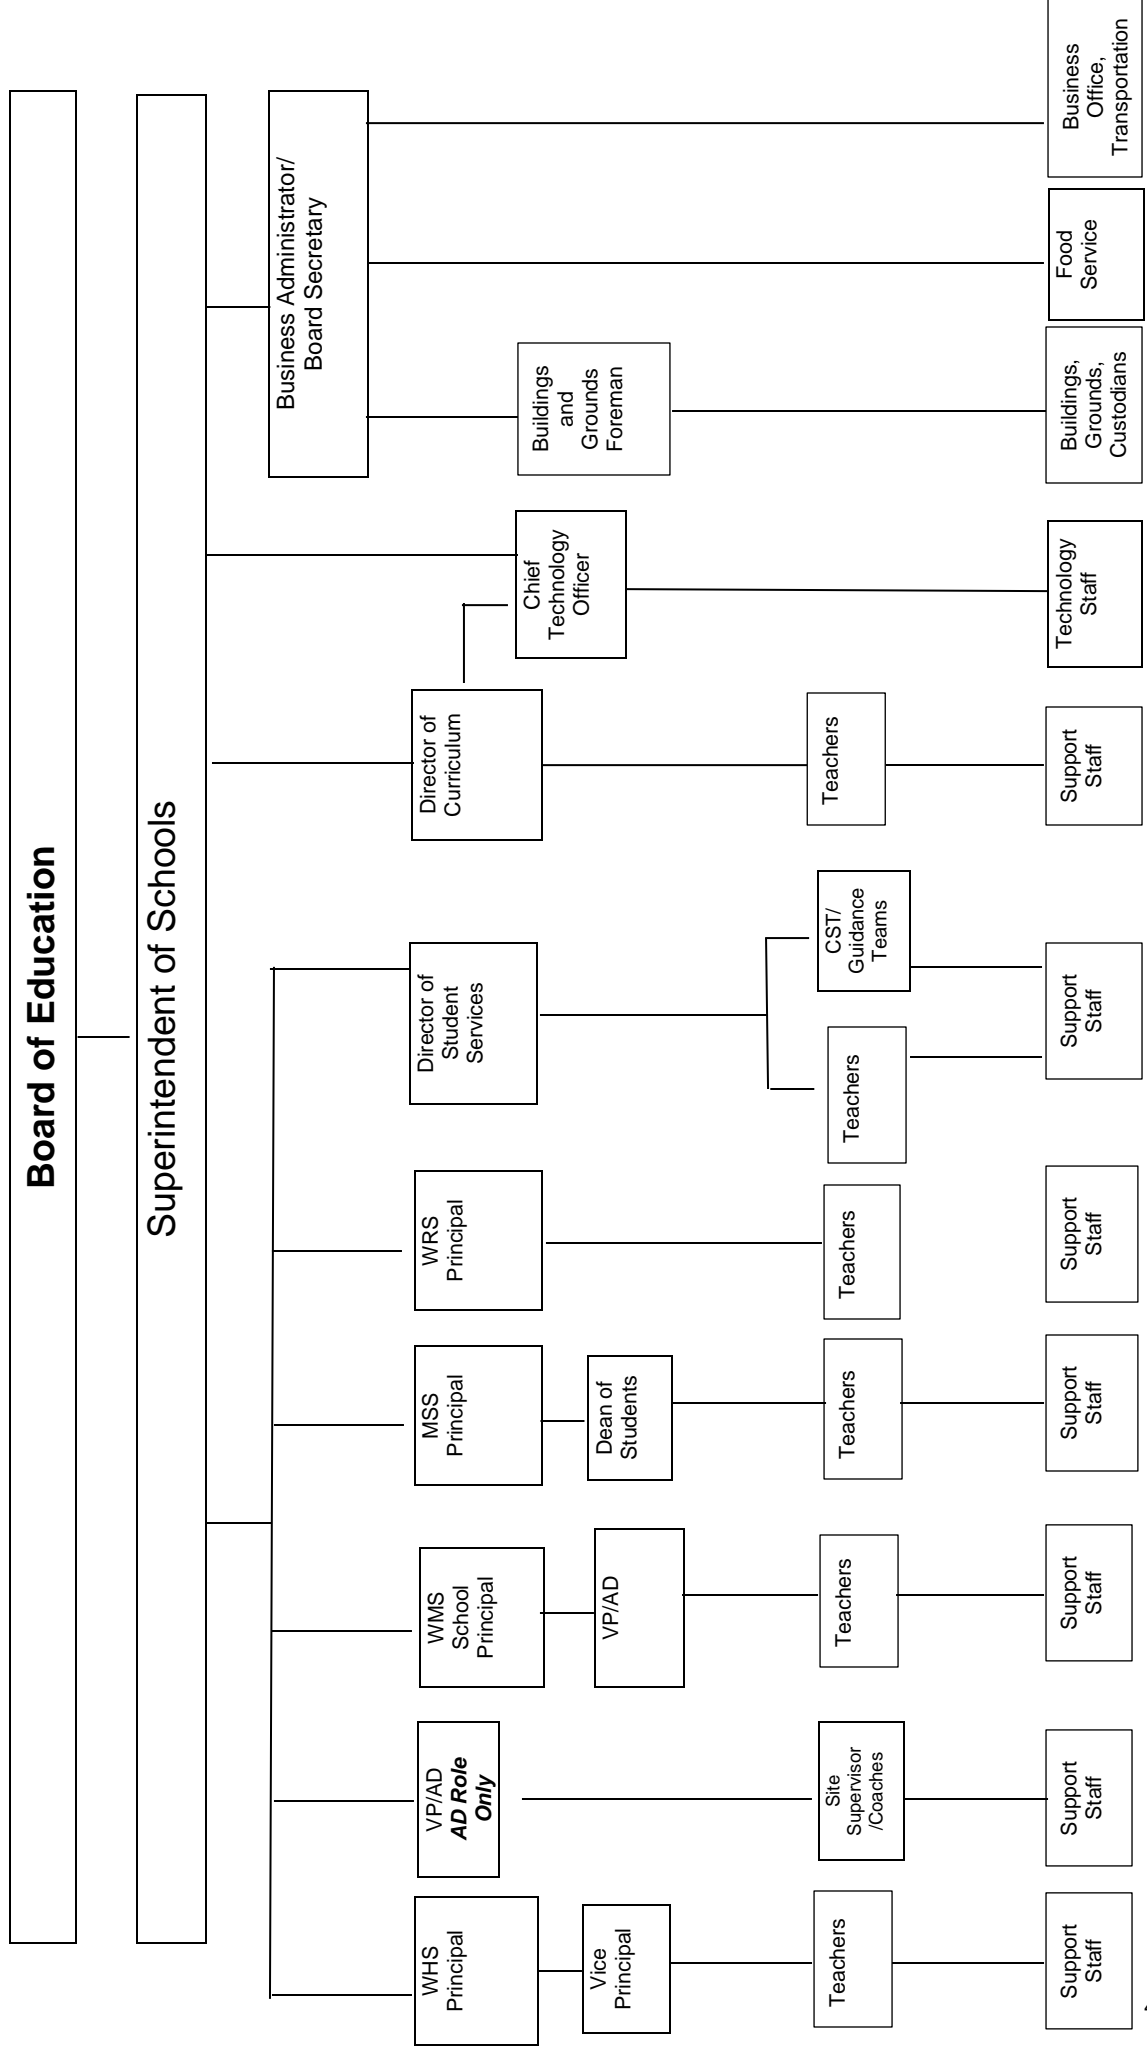 Board of Education
Superintendent of Schools
Business Administrator/
Board Secretary
WHS
Principal
VP/AD
AD Role
Only
WMS
School
Principal
MSS
Principal
WRS
Principal
Director of
Student
Services
Director of
Curriculum
Chief
Technology
Officer
Buildings
and
Grounds
Foreman
Vice
Principal
VP/AD
Dean of
Students
Teachers
Site
Supervisor
/Coaches
Teachers
Teachers
Teachers
Teachers
CST/
Guidance
Teams
Teachers
Support
Staff
Support
Staff
Support
Staff
Support
Staff
Support
Staff
Support
Staff
Support
Staff
Technology
Staff
Buildings,
Grounds,
Custodians
Food
Service
Business
Office,
Transportation